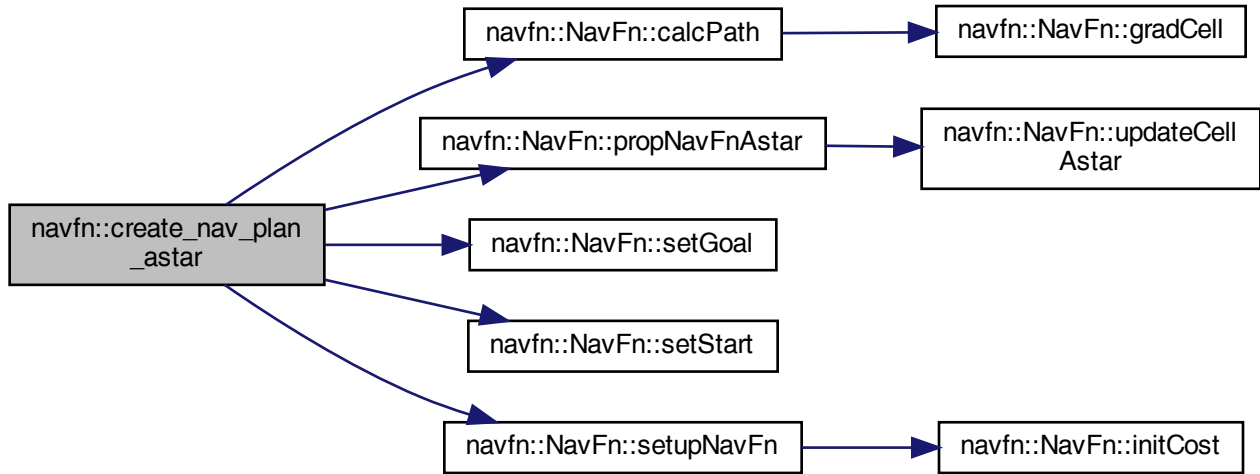 navfn::NavFn::calcPath
navfn::NavFn::gradCell
navfn::NavFn::propNavFnAstar
navfn::NavFn::updateCell
Astar
navfn::create_nav_plan
_astar
navfn::NavFn::setGoal
navfn::NavFn::setStart
navfn::NavFn::setupNavFn
navfn::NavFn::initCost